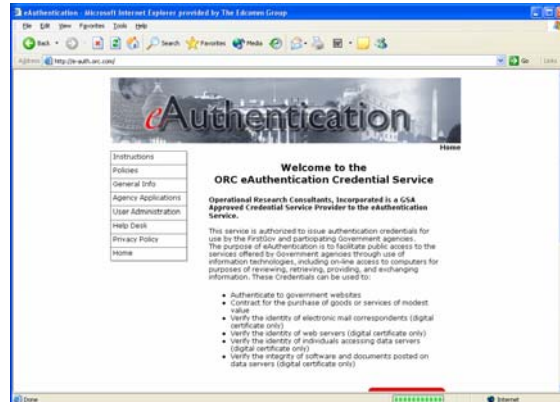 eAuthentication - Microsoft Internet Explorer provided by The Edcomm Group
File Edit View Favorites Tools Help
Back Search Favorites Media
Address http://e-auth.orc.com/ Go Links
eAuthentication
Home
Instructions
Policies
General Info
Agency Applications
User Administration
Help Desk
Privacy Policy
Home
Welcome to the
ORC eAuthentication Credential Service
Operational Research Consultants, Incorporated is a GSA
Approved Credential Service Provider to the eAuthentication
Service.
This service is authorized to issue authentication credentials for
use by the FirstGov and participating Government agencies.
The purpose of eAuthentication is to facilitate public access to the
services offered by Government agencies through use of
information technologies, including on-line access to computers for
purposes of reviewing, retrieving, providing, and exchanging
information. These Credentials can be used to:
• Authenticate to government websites
• Contract for the purchase of goods or services of modest
value
• Verify the identity of electronic mail correspondents (digital
certificate only)
• Verify the identity of web servers (digital certificate only)
• Verify the identity of individuals accessing data servers
(digital certificate only)
• Verify the integrity of software and documents posted on
data servers (digital certificate only)
Done Internet